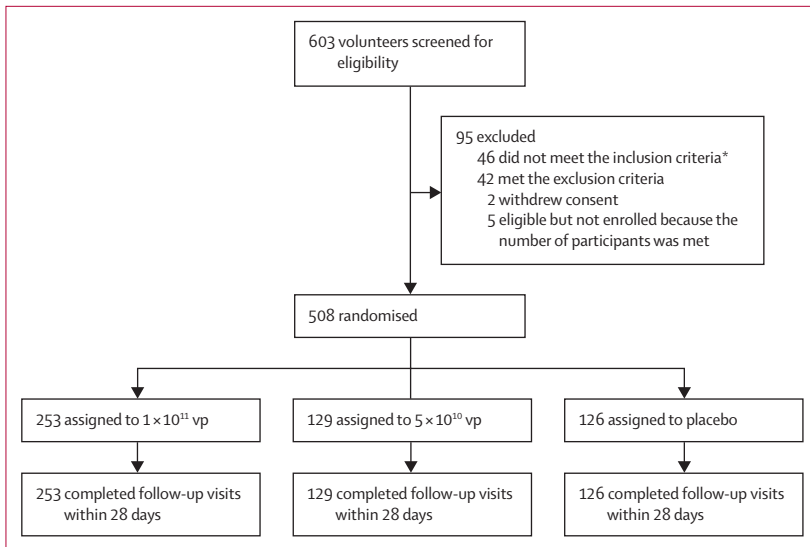 603 volunteers screened for
eligibility
95 excluded
46 did not meet the inclusion criteria*
42 met the exclusion criteria
2 withdrew consent
5 eligible but not enrolled because the
number of participants was met
508 randomised
253 assigned to 1 × 10¹¹ vp
129 assigned to 5 × 10¹⁰ vp
126 assigned to placebo
253 completed follow-up visits
within 28 days
129 completed follow-up visits
within 28 days
126 completed follow-up visits
within 28 days